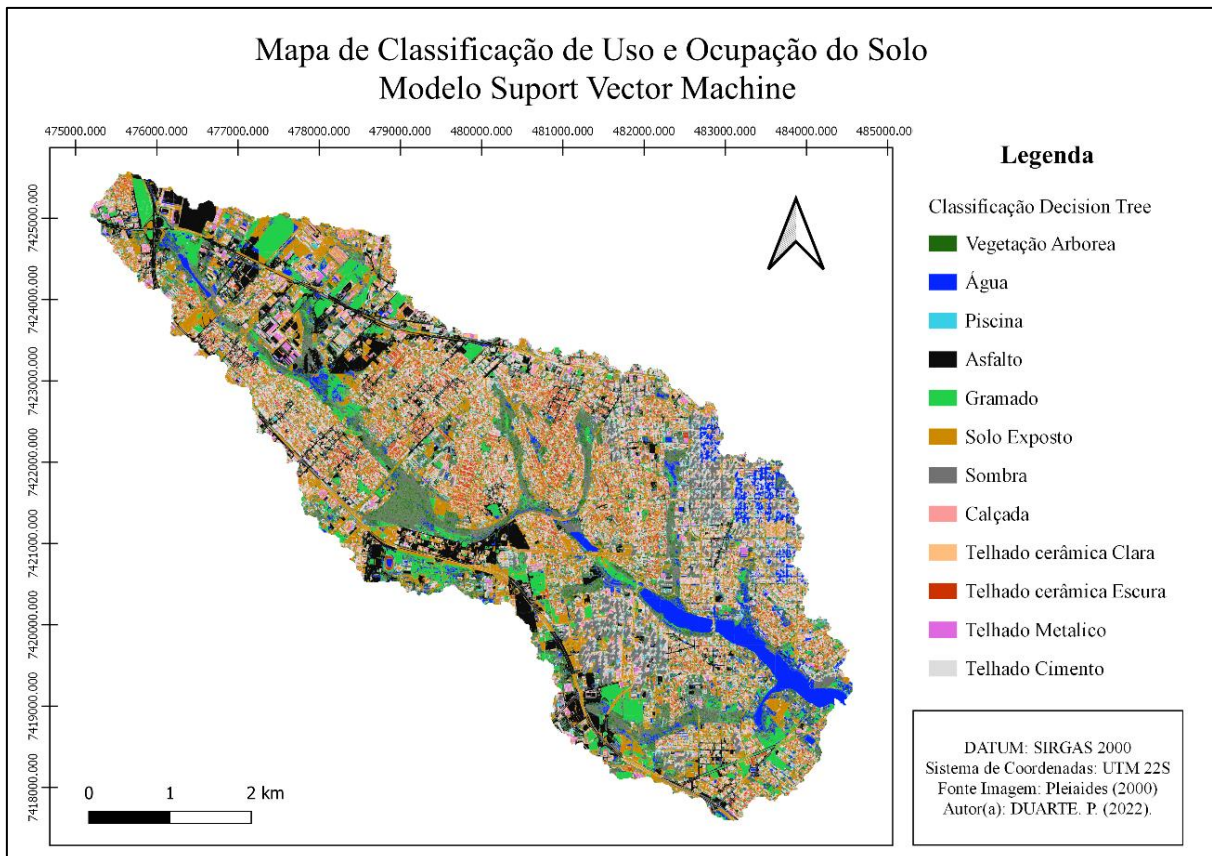 Mapa de Classificação de Uso e Ocupação do Solo
Modelo Suport Vector Machine
475000.000 476000.000 477000.000 478000.000 479000.000 480000.000 481000.000 482000.000 483000.000 484000.000 485000.00
7425000.000
7424000.000
7423000.000
7422000.000
7421000.000
7420000.000
7419000.000
7418000.000
0 1 2 km
Legenda
Classificação Decision Tree
Vegetação Arborea
Água
Piscina
Asfalto
Gramado
Solo Exposto
Sombra
Calçada
Telhado cerâmica Clara
Telhado cerâmica Escura
Telhado Metalico
Telhado Cimento
DATUM: SIRGAS 2000
Sistema de Coordenadas: UTM 22S
Fonte Imagem: Pleiaides (2000)
Autor(a): DUARTE. P. (2022).